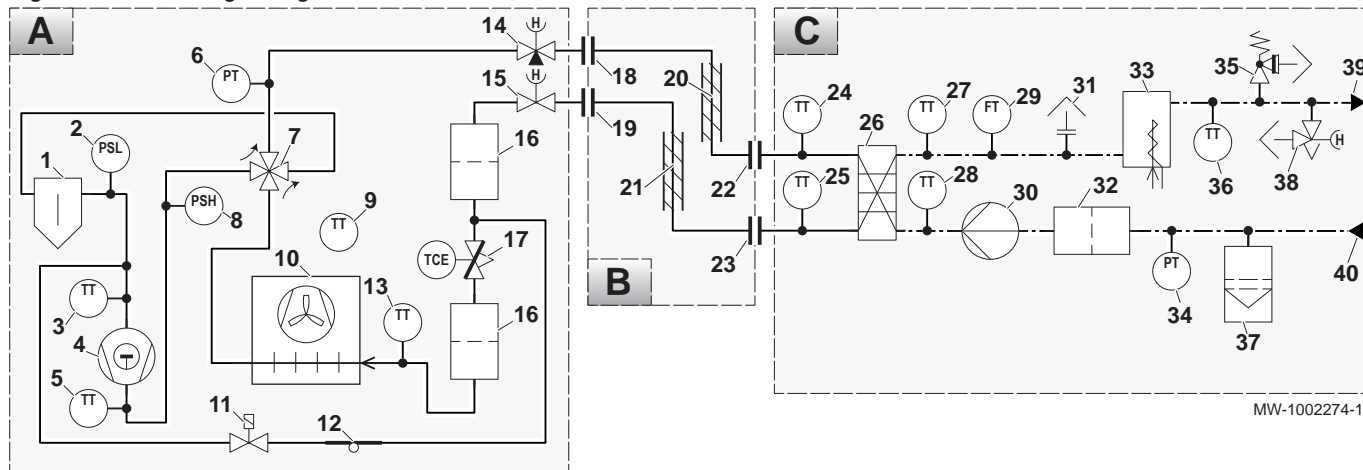 A
B
C
1
2
PSL
3
TT
4
5
TT
6
PT
7
8
PSH
9
TT
10
11
12
13
TT
14
H
15
H
16
16
17
TCE
18
19
20
21
22
23
24
TT
25
TT
26
27
TT
28
TT
29
FT
30
31
32
33
34
PT
35
36
TT
37
38
H
39
40
MW-1002274-1